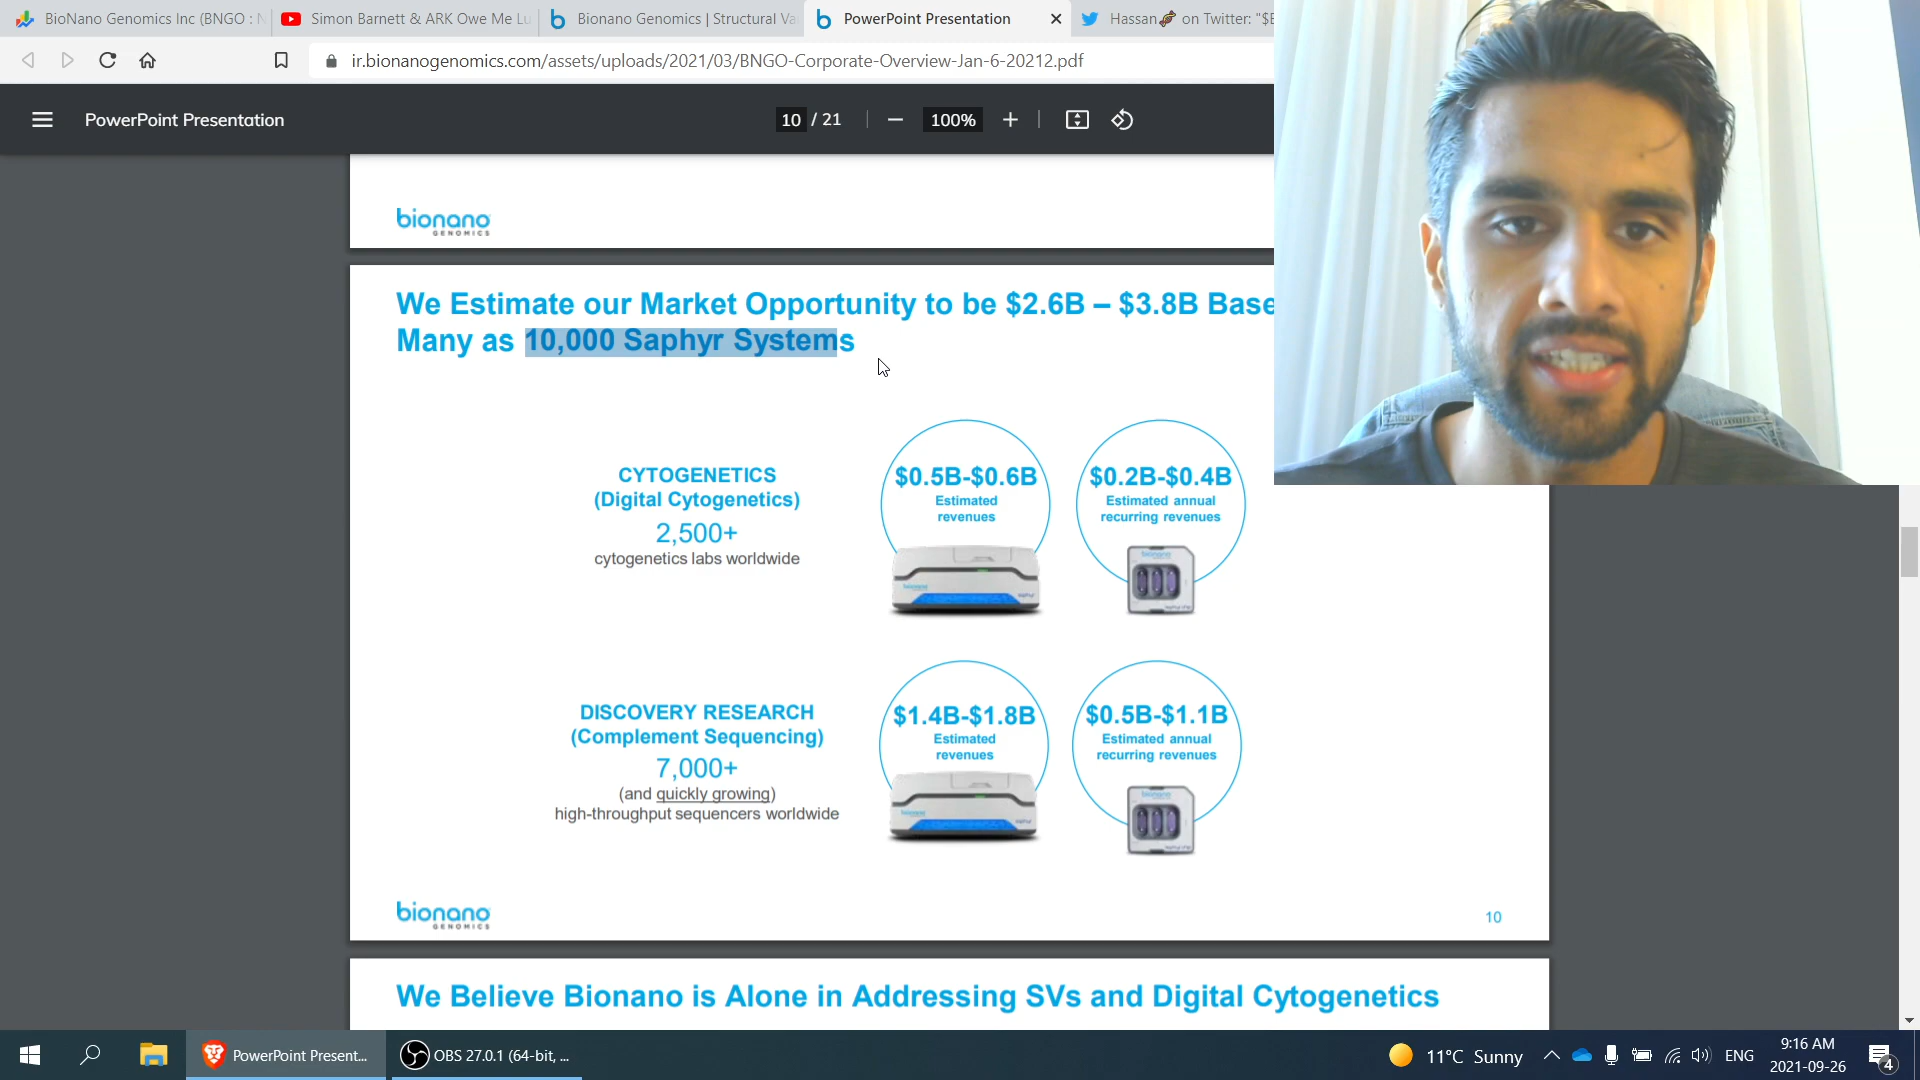 BioNano Genomics Inc (BNGO : N
Simon Barnett & ARK Owe Me Lu
Bionano Genomics | Structural Va
PowerPoint Presentation
Hassan on Twitter: "$B
ir.bionanogenomics.com/assets/uploads/2021/03/BNGO-Corporate-Overview-Jan-6-20212.pdf
PowerPoint Presentation
10 / 21
100%
bionano
GENOMICS
We Estimate our Market Opportunity to be $2.6B – $3.8B Base
Many as 10,000 Saphyr Systems
CYTOGENETICS
(Digital Cytogenetics)
2,500+
cytogenetics labs worldwide
$0.5B-$0.6B
Estimated
revenues
$0.2B-$0.4B
Estimated annual
recurring revenues
bionano
DISCOVERY RESEARCH
(Complement Sequencing)
7,000+
(and quickly growing)
high-throughput sequencers worldwide
$1.4B-$1.8B
Estimated
revenues
$0.5B-$1.1B
Estimated annual
recurring revenues
bionano
bionano
GENOMICS
10
We Believe Bionano is Alone in Addressing SVs and Digital Cytogenetics
PowerPoint Present...
OBS 27.0.1 (64-bit, ...
11°C Sunny
ENG
9:16 AM
2021-09-26
4